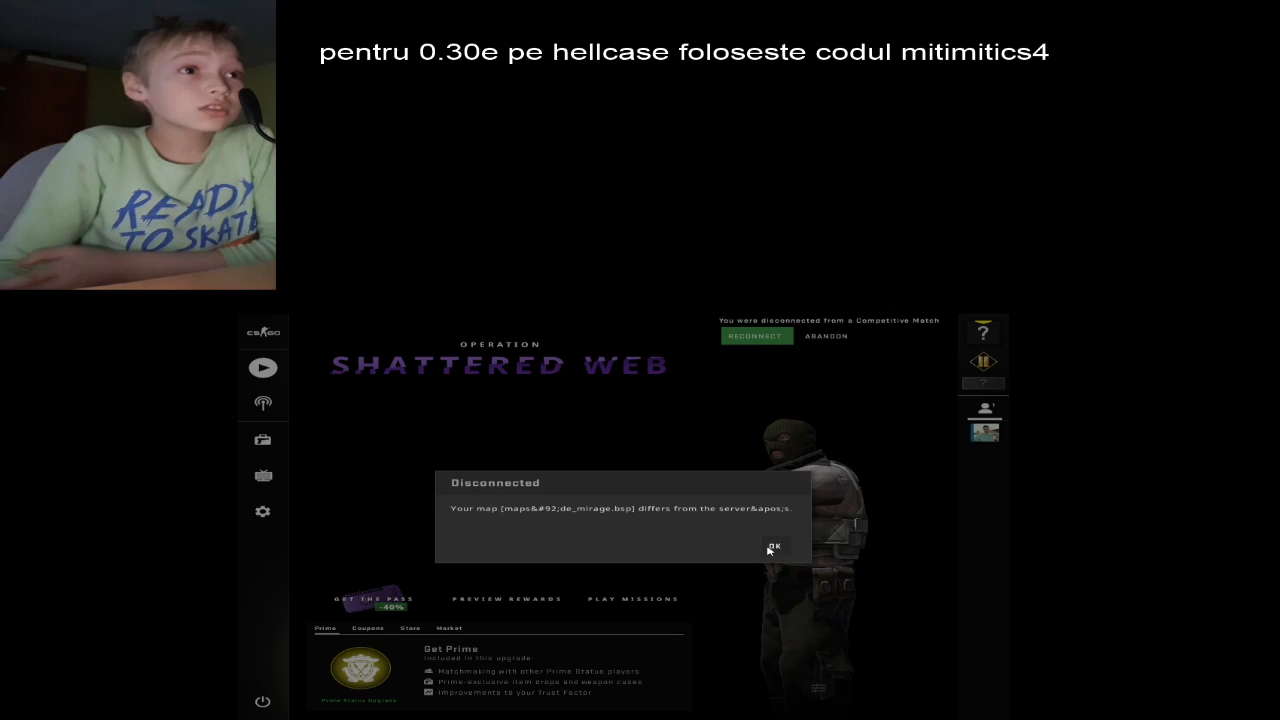 pentru 0.30e pe hellcase foloseste codul mitimitics4
READY
TO SKATE
You were disconnected from a Competitive Match
CS GO
RECONNECT
ABANDON
OPERATION
SHATTERED WEB
Disconnected
Your map [maps&#92;de_mirage.bsp] differs from the server&apos;s.
OK
GET THE PASS
-40%
PREVIEW REWARDS
PLAY MISSIONS
Prime
Coupons
Store
Market
Get Prime
Included in this upgrade:
Matchmaking with other Prime Status players
Prime-exclusive item drops and weapon cases
Improvements to your Trust Factor
Prime Status Upgrade
?
?
1